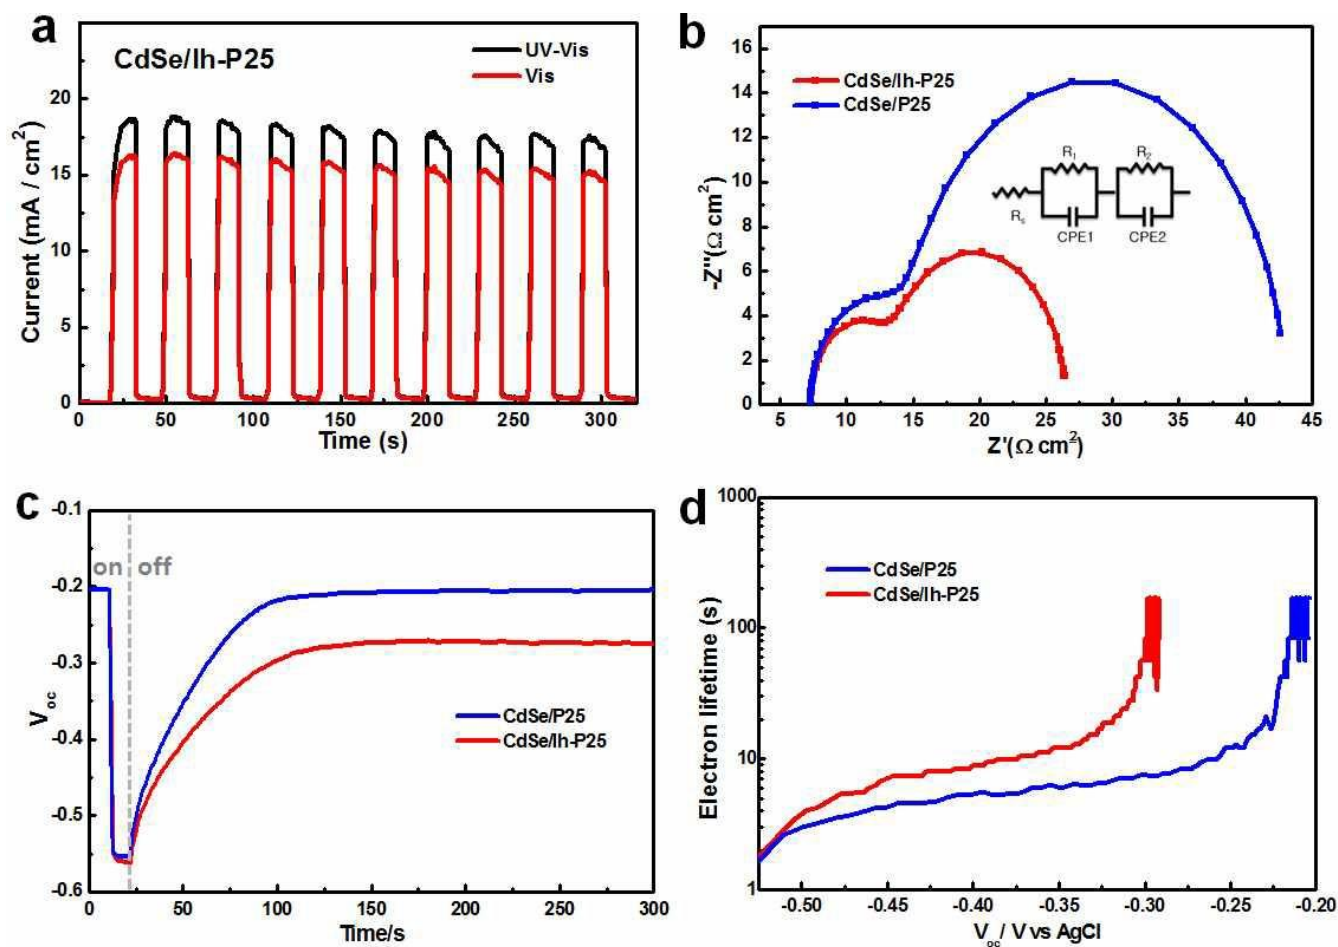 a
CdSe/Ih-P25
UV-Vis
Vis
Current (mA / cm²)
20
15
10
5
0
0 50 100 150 200 250 300
Time (s)
b
CdSe/Ih-P25
CdSe/P25
-Z''(Ω cm²)
16
14
12
10
8
6
4
2
0
R₁
R₂
Rₛ
CPE1
CPE2
5 10 15 20 25 30 35 40 45
Z'(Ω cm²)
c
on off
Vₒc
-0.1
-0.2
-0.3
-0.4
-0.5
-0.6
CdSe/P25
CdSe/Ih-P25
0 50 100 150 200 250 300
Time/s
d
CdSe/P25
CdSe/Ih-P25
Electron lifetime (s)
1000
100
10
1
-0.50 -0.45 -0.40 -0.35 -0.30 -0.25 -0.20
Vₒc/ V vs AgCl